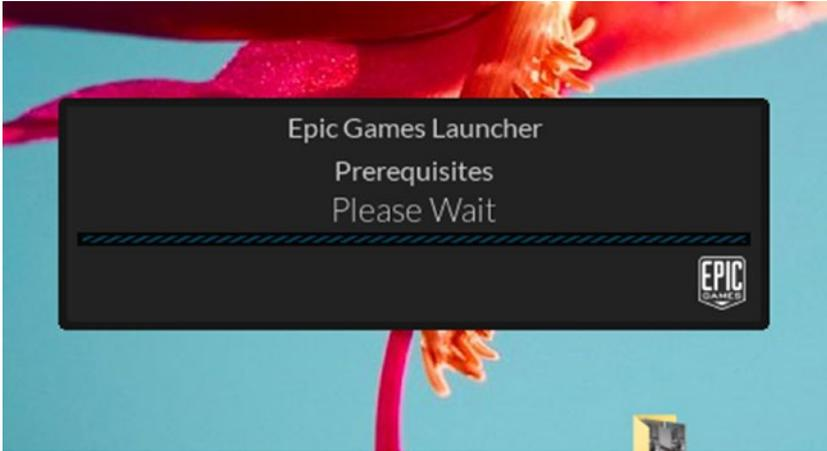 Epic Games Launcher
Prerequisites
Please Wait
EPIC
GAMES